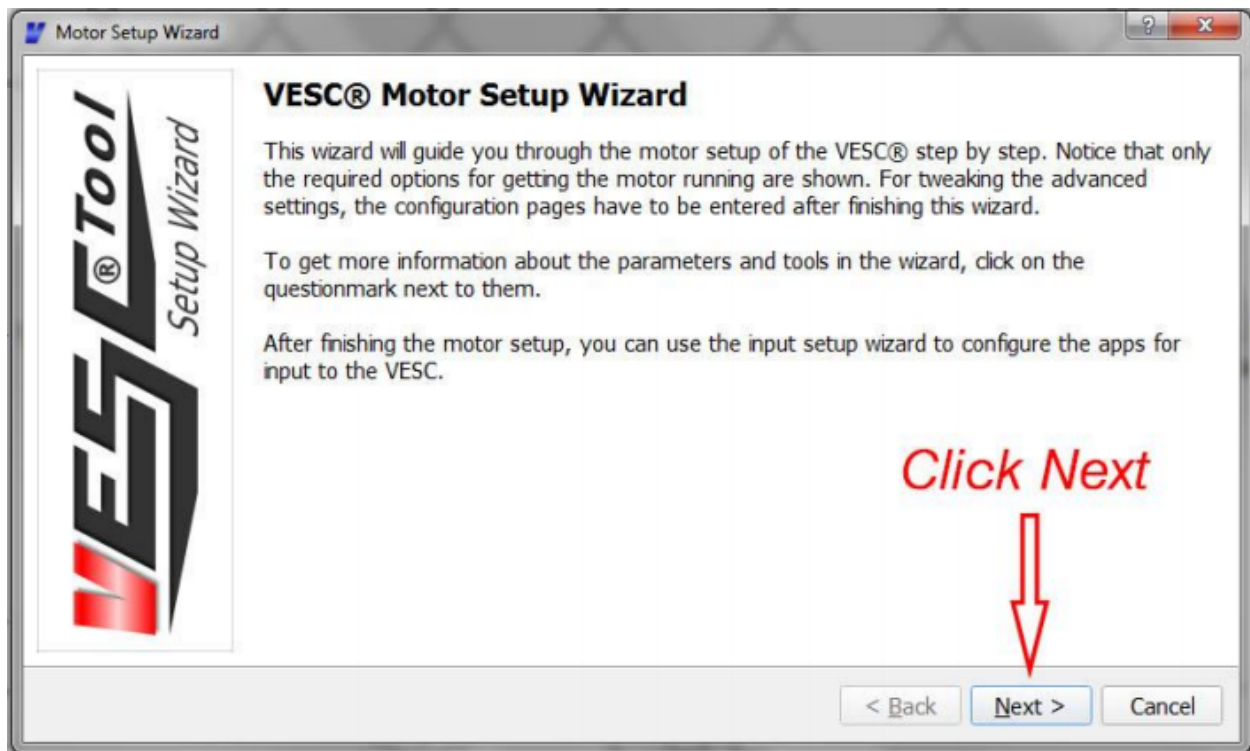 Motor Setup Wizard
VESC® Tool
Setup Wizard
VESC® Motor Setup Wizard
This wizard will guide you through the motor setup of the VESC® step by step. Notice that only
the required options for getting the motor running are shown. For tweaking the advanced
settings, the configuration pages have to be entered after finishing this wizard.
To get more information about the parameters and tools in the wizard, click on the
questionmark next to them.
After finishing the motor setup, you can use the input setup wizard to configure the apps for
input to the VESC.
Click Next
< Back Next > Cancel